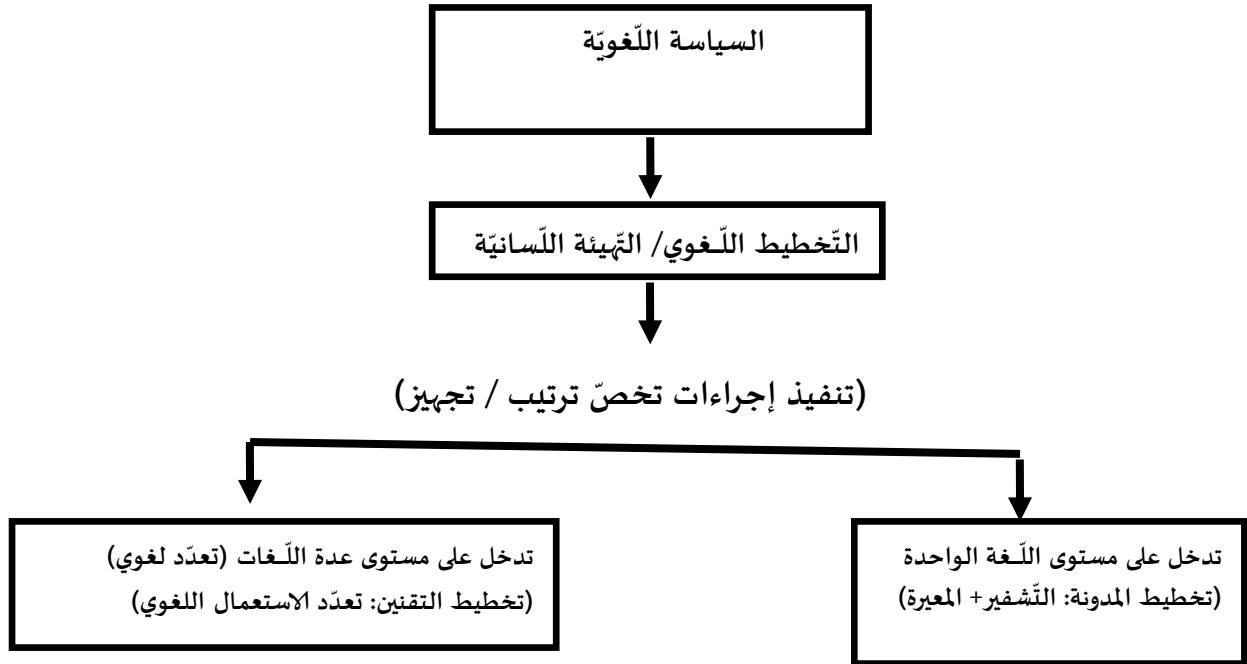 السياسة اللّغويّة
التّخطيط اللّـغوي/ التّهيئة اللّسانيّة
(تنفيذ إجراءات تخصّ ترتيب / تجهيز)
تدخل على مستوى اللّـغة الواحدة
(تخطيط المدونة: التّشفير+ المعيرة)
تدخل على مستوى عدة اللّـغات (تعدّد لغوي)
(تخطيط التقنين: تعدّد الاستعمال اللغوي)